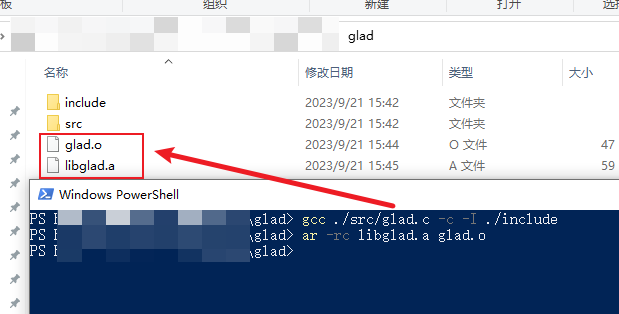 板 组织 新建 打开 选择
glad
名称 修改日期 类型 大小
include 2023/9/21 15:42 文件夹
src 2023/9/21 15:42 文件夹
glad.o 2023/9/21 15:44 O 文件 47
libglad.a 2023/9/21 15:45 A 文件 59
Windows PowerShell
PS \glad> gcc ./src/glad.c -c -I ./include
PS \glad> ar -rc libglad.a glad.o
PS \glad>